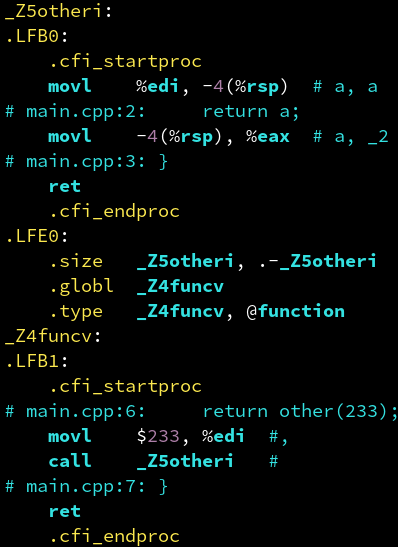 _Z5otheri:
.LFB0:
    .cfi_startproc
    movl    %edi, -4(%rsp)  # a, a
# main.cpp:2:     return a;
    movl    -4(%rsp), %eax  # a, _2
# main.cpp:3: }
    ret
    .cfi_endproc
.LFE0:
    .size   _Z5otheri, .-_Z5otheri
    .globl  _Z4funcv
    .type   _Z4funcv, @function
_Z4funcv:
.LFB1:
    .cfi_startproc
# main.cpp:6:     return other(233);
    movl    $233, %edi  #,
    call    _Z5otheri   #
# main.cpp:7: }
    ret
    .cfi_endproc